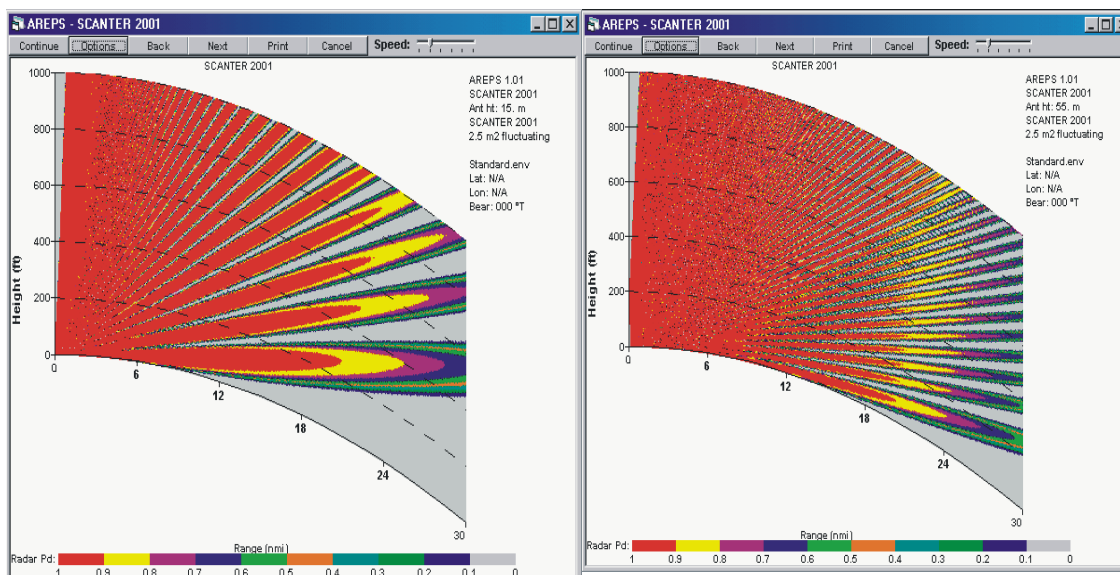 AREPS - SCANTER 2001
Continue Options Back Next Print Cancel Speed:
SCANTER 2001
AREPS 1.01
SCANTER 2001
Ant ht: 15. m
SCANTER 2001
2.5 m2 fluctuating
Standard.env
Lat: N/A
Lon: N/A
Bear: 000 °T
Height (ft)
1000
800
600
400
200
0
0
6
12
18
24
30
Range (nmi)
Radar Pd:
1 0.9 0.8 0.7 0.6 0.5 0.4 0.3 0.2 0.1 0
AREPS - SCANTER 2001
Continue Options Back Next Print Cancel Speed:
SCANTER 2001
AREPS 1.01
SCANTER 2001
Ant ht: 55. m
SCANTER 2001
2.5 m2 fluctuating
Standard.env
Lat: N/A
Lon: N/A
Bear: 000 °T
Height (ft)
1000
800
600
400
200
0
0
6
12
18
24
30
Range (nmi)
Radar Pd:
1 0.9 0.8 0.7 0.6 0.5 0.4 0.3 0.2 0.1 0